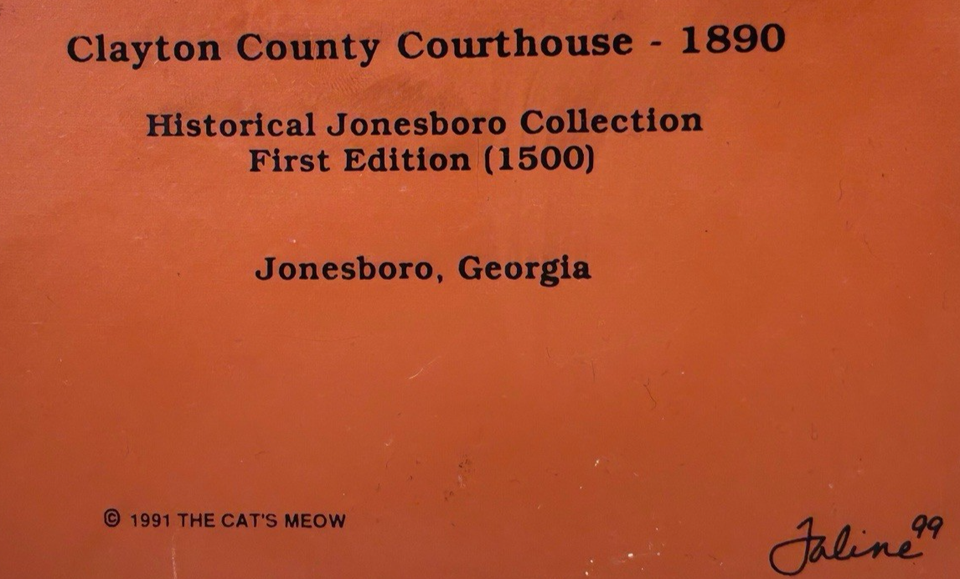 Clayton County Courthouse - 1890
Historical Jonesboro Collection
First Edition (1500)
Jonesboro, Georgia
© 1991 THE CAT'S MEOW
Faline 99